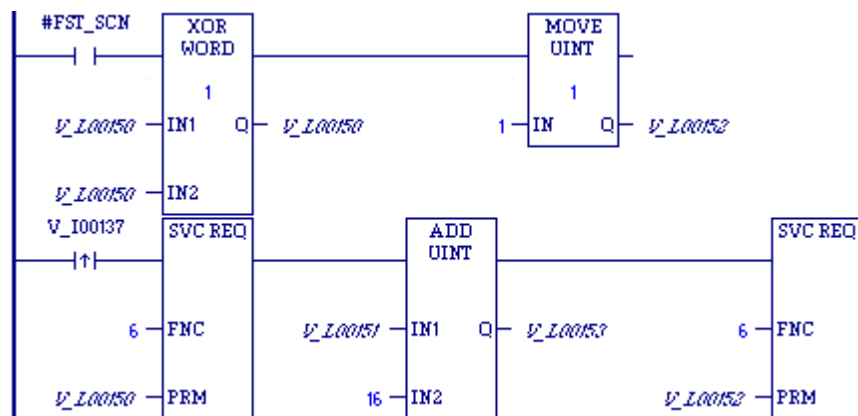 #FST_SCN XOR WORD MOVE UINT
1 1
V_L00150 IN1 Q V_L00150 1 IN Q V_L00152
V_L00150 IN2
V_I00137 SVC REQ ADD UINT SVC REQ
6 FNC V_L00151 IN1 Q V_L00153 6 FNC
V_L00150 PRM 16 IN2 V_L00152 PRM